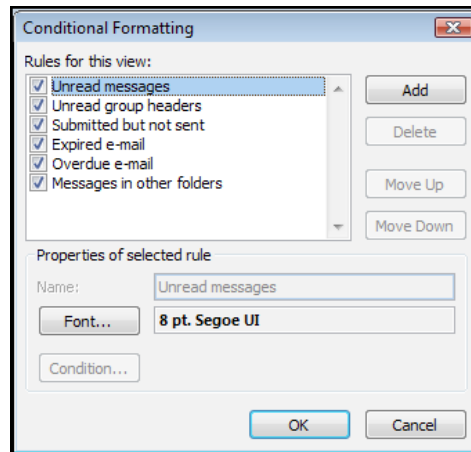 Conditional Formatting
Rules for this view:
Unread messages
Unread group headers
Submitted but not sent
Expired e-mail
Overdue e-mail
Messages in other folders
Add
Delete
Move Up
Move Down
Properties of selected rule
Name:
Unread messages
Font...
8 pt. Segoe UI
Condition...
OK
Cancel